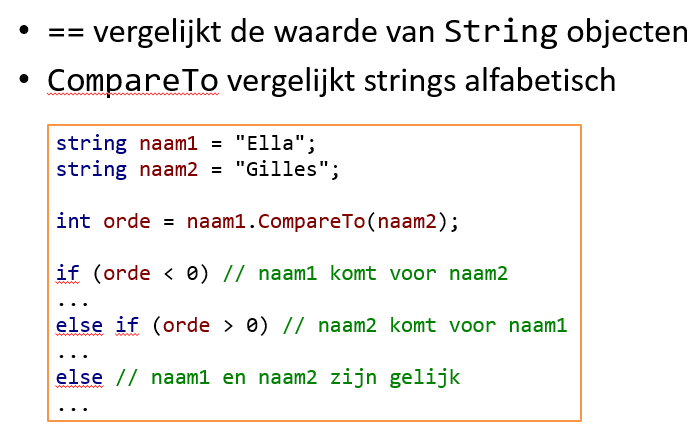 • == vergelijkt de waarde van String objecten
• CompareTo vergelijkt strings alfabetisch
string naam1 = "Ella";
string naam2 = "Gilles";
int orde = naam1.CompareTo(naam2);
if (orde < 0) // naam1 komt voor naam2
...
else if (orde > 0) // naam2 komt voor naam1
...
else // naam1 en naam2 zijn gelijk
...